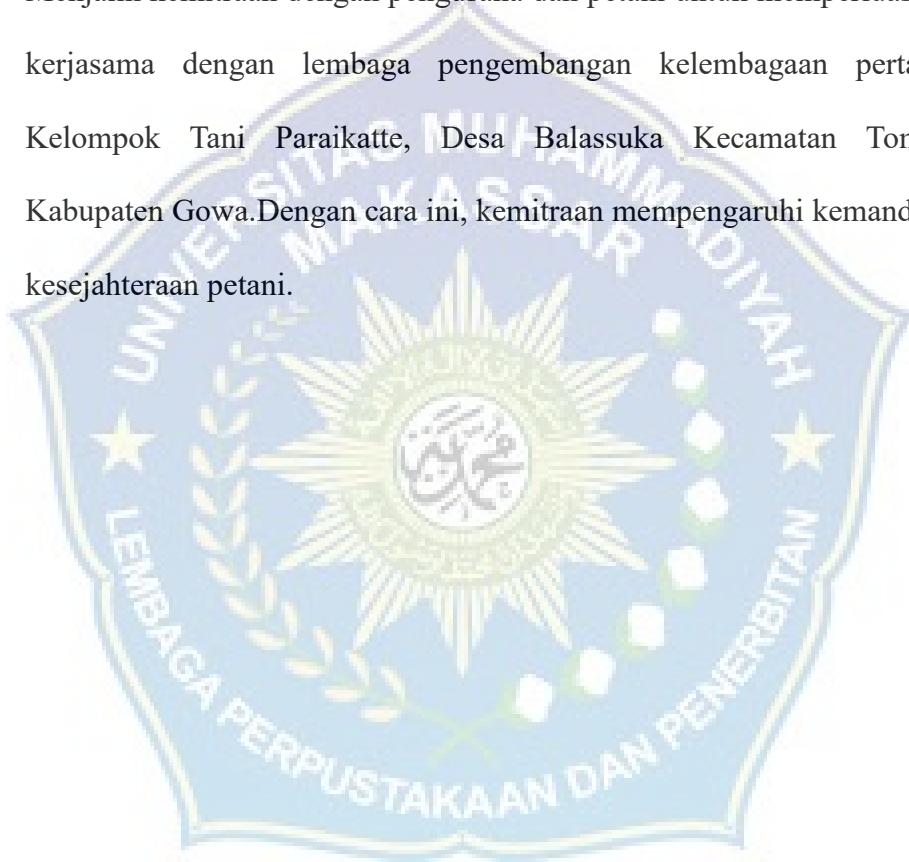 kerjasama dengan lembaga pengembangan kelembagaan perta
Kelompok Tani Paraikatte, Desa Balassuka Kecamatan Tom
Kabupaten Gowa.Dengan cara ini, kemitraan mempengaruhi kemand
kesejahteraan petani.
UNIVERSITAS MUHAMMADIYAH
MAKASSAR
LEMBAGA PERPUSTAKAAN DAN PENERBITAN